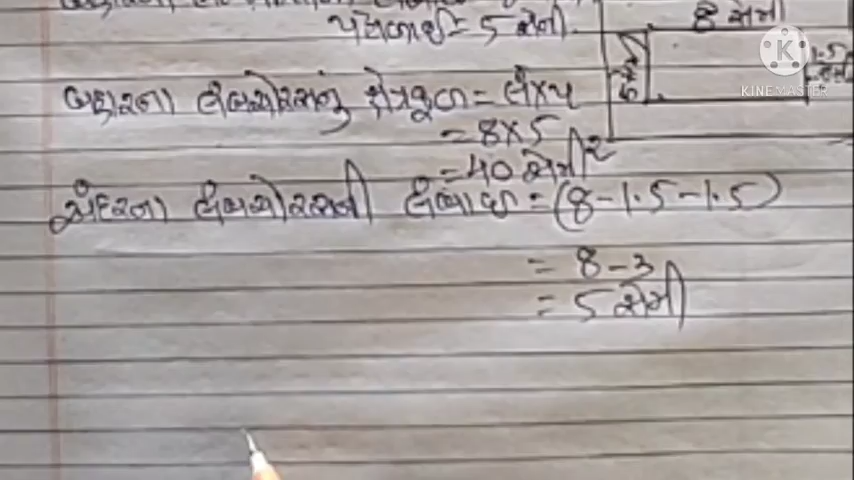 પહોળાઈ = 5 સેમી.
8 સેમી
1.5
બહારના લંબચોરસનું ક્ષેત્રફળ = લં × પ
= 8 × 5
= 40 સેમી²
અંદરના લંબચોરસની લંબાઈ = (8 - 1.5 - 1.5)
= 8 - 3
= 5 સેમી
KINEMASTER